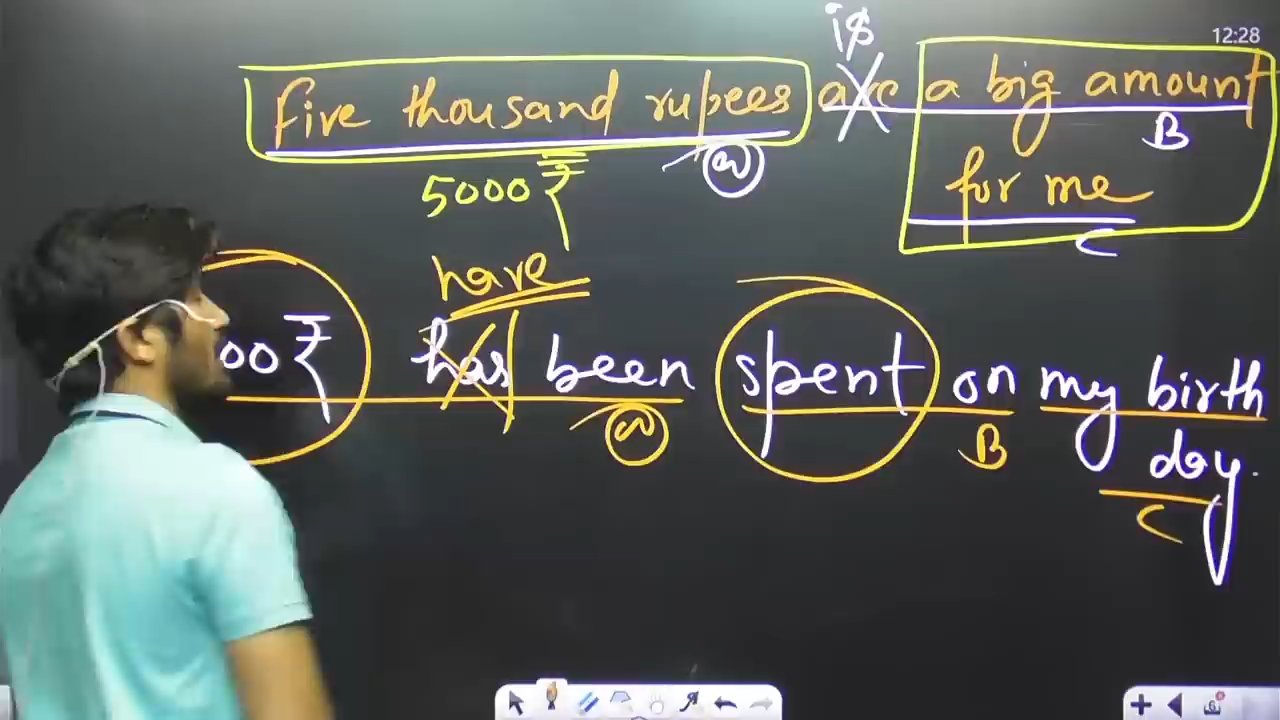 12:28
is
Five thousand rupees are a big amount
B
5000 ₹
for me
C
have
00 ₹ has been spent on my birth
B
day.
C